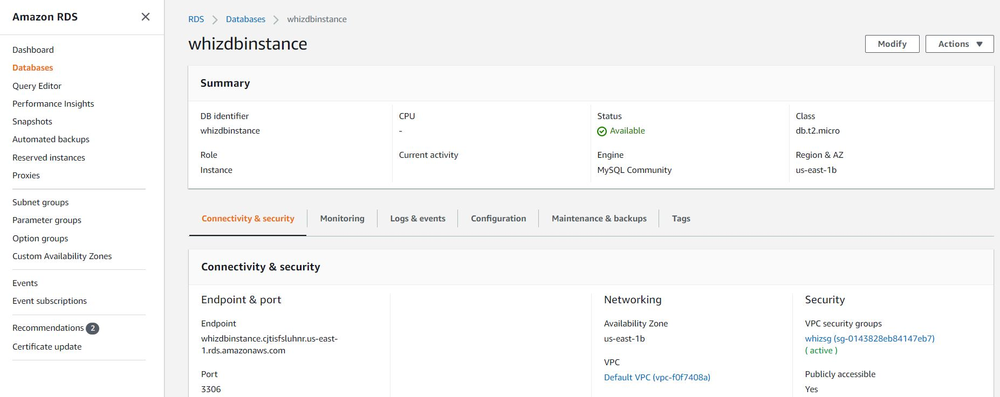 Amazon RDS
Dashboard
Databases
Query Editor
Performance Insights
Snapshots
Automated backups
Reserved instances
Proxies
Subnet groups
Parameter groups
Option groups
Custom Availability Zones
Events
Event subscriptions
Recommendations 2
Certificate update
RDS > Databases > whizdbinstance
whizdbinstance
Modify
Actions
Summary
DB identifier
whizdbinstance
CPU
-
Status
Available
Class
db.t2.micro
Role
Instance
Current activity
Engine
MySQL Community
Region & AZ
us-east-1b
Connectivity & security
Monitoring
Logs & events
Configuration
Maintenance & backups
Tags
Connectivity & security
Endpoint & port
Endpoint
whizdbinstance.cjtisfsluhnr.us-east-
1.rds.amazonaws.com
Port
3306
Networking
Availability Zone
us-east-1b
VPC
Default VPC (vpc-f0f7408a)
Security
VPC security groups
whizsg (sg-0143828eb84147eb7)
( active )
Publicly accessible
Yes